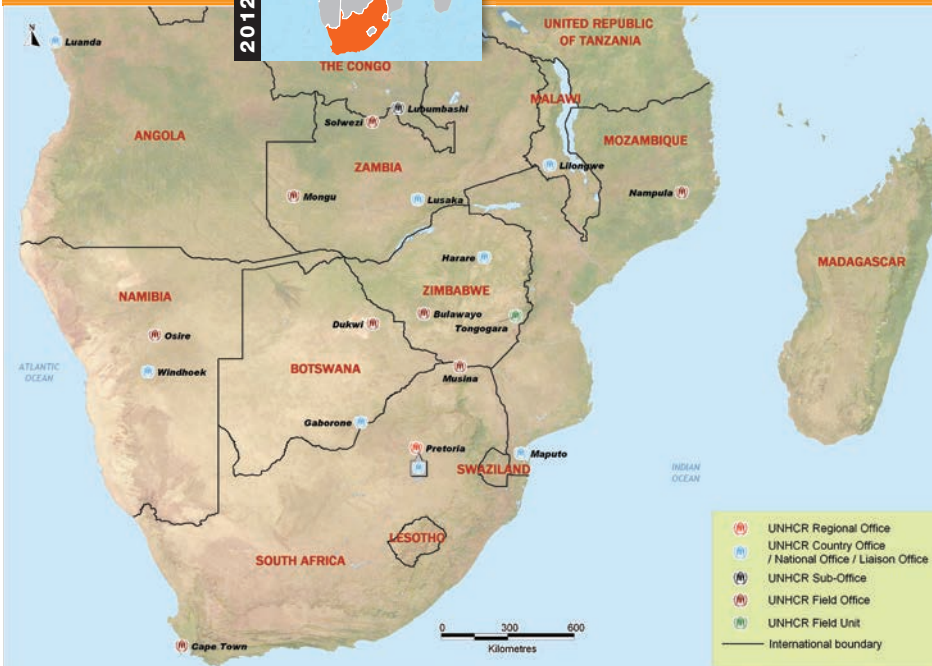 2012
N
Luanda
UNITED REPUBLIC
OF TANZANIA
THE CONGO
MALAWI
Lubumbashi
Solwezi
ANGOLA
MOZAMBIQUE
ZAMBIA
Lilongwe
Mongu
Lusaka
Nampula
Harare
MADAGASCAR
NAMIBIA
ZIMBABWE
Bulawayo
Dukwi
Tongogara
Osire
ATLANTIC
OCEAN
Windhoek
BOTSWANA
Musina
Gaborone
Pretoria
Maputo
SWAZILAND
INDIAN
OCEAN
LESOTHO
SOUTH AFRICA
Cape Town
0 300 600
Kilometres
UNHCR Regional Office
UNHCR Country Office
/ National Office / Liaison Office
UNHCR Sub-Office
UNHCR Field Office
UNHCR Field Unit
International boundary